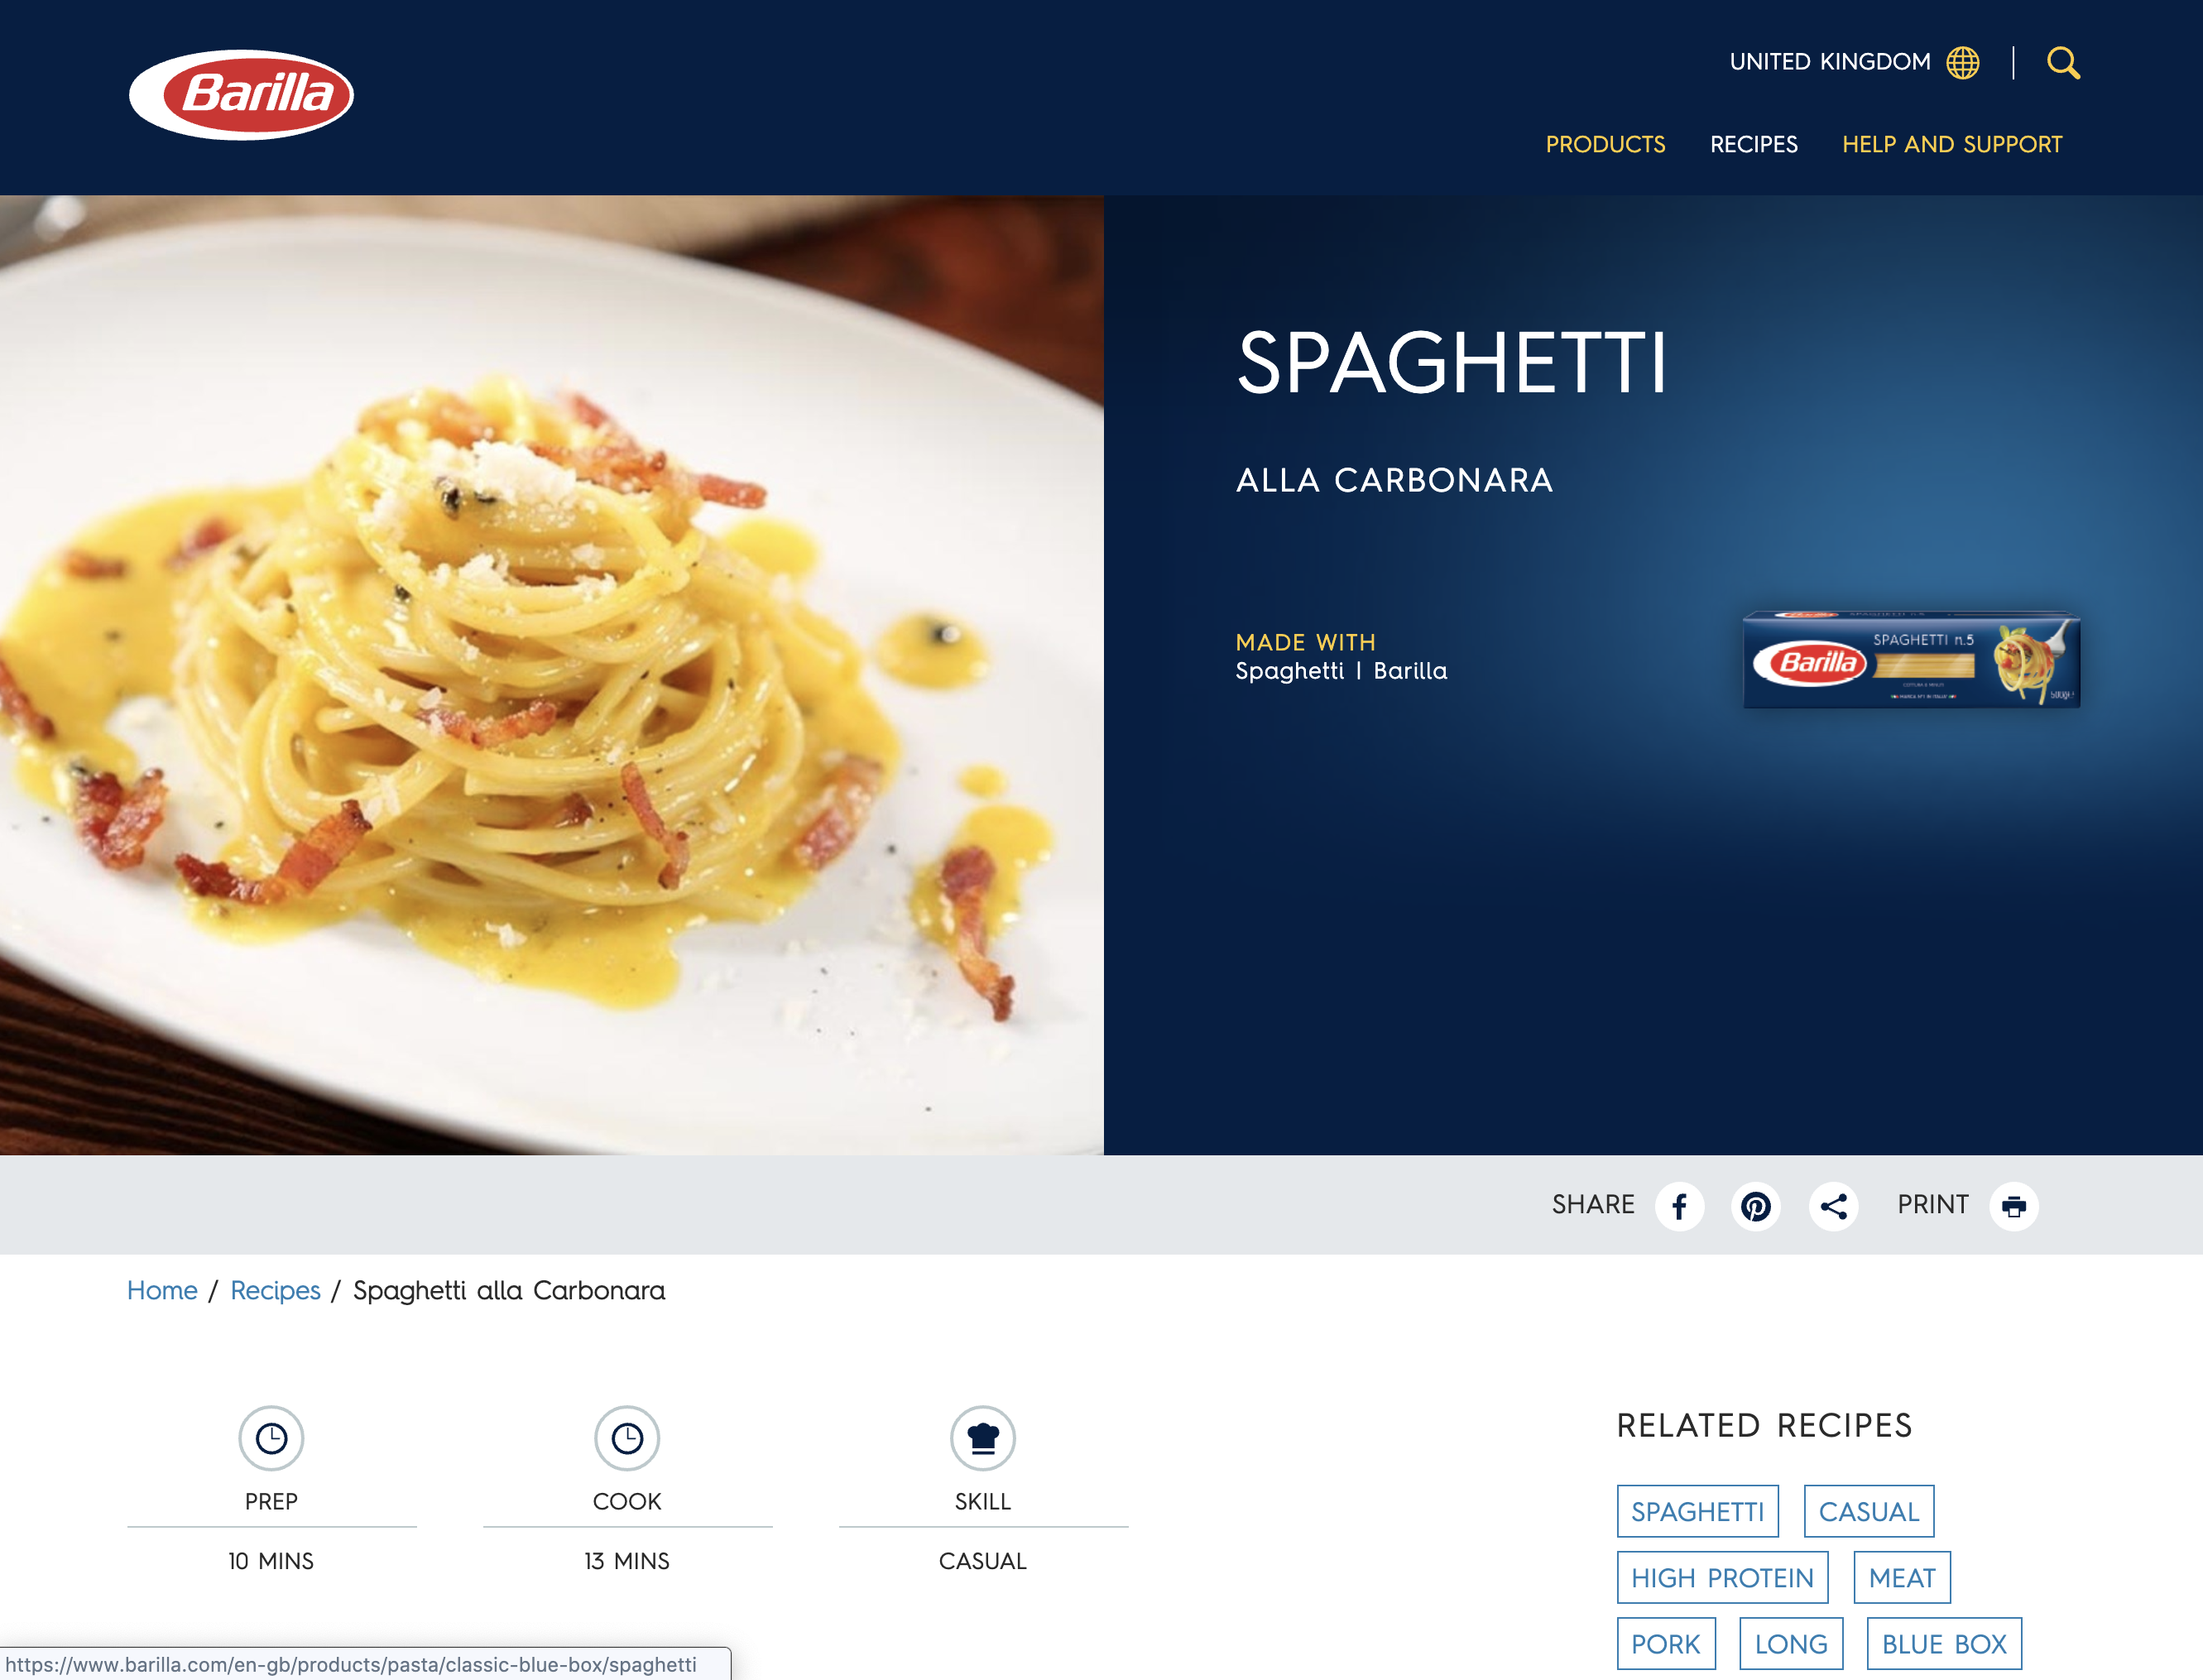 Barilla
UNITED KINGDOM
PRODUCTS RECIPES HELP AND SUPPORT
SPAGHETTI
ALLA CARBONARA
MADE WITH
Spaghetti | Barilla
SPAGHETTI n.5
Barilla
500g
SHARE PRINT
Home / Recipes / Spaghetti alla Carbonara
PREP COOK SKILL
10 MINS 13 MINS CASUAL
RELATED RECIPES
SPAGHETTI CASUAL
HIGH PROTEIN MEAT
PORK LONG BLUE BOX
https://www.barilla.com/en-gb/products/pasta/classic-blue-box/spaghetti